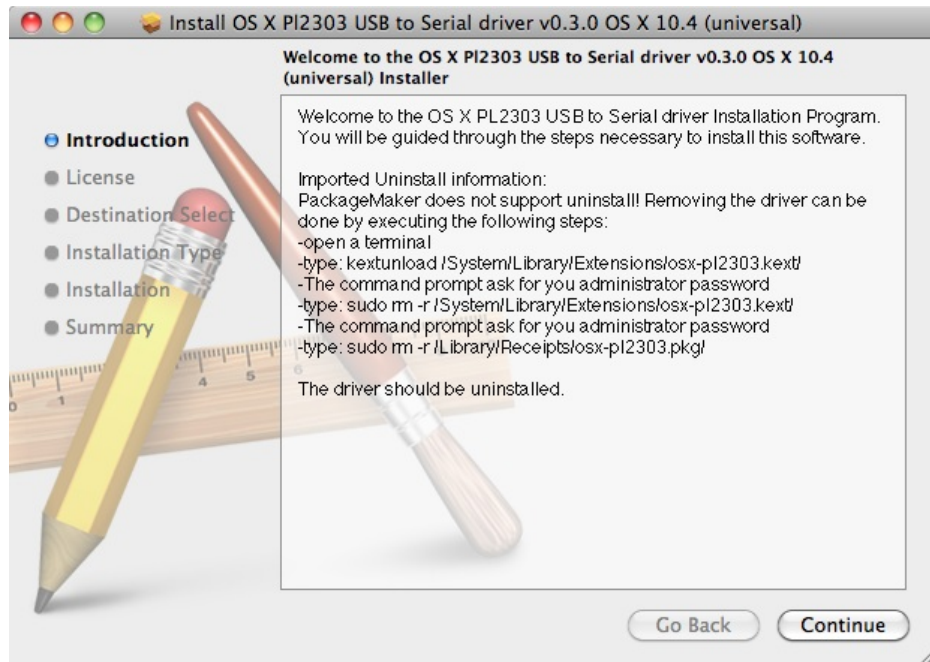 Install OS X Pl2303 USB to Serial driver v0.3.0 OS X 10.4 (universal)
Welcome to the OS X Pl2303 USB to Serial driver v0.3.0 OS X 10.4
(universal) Installer
Introduction
License
Destination Select
Installation Type
Installation
Summary
Welcome to the OS X PL2303 USB to Serial driver Installation Program.
You will be guided through the steps necessary to install this software.
Imported Uninstall information:
PackageMaker does not support uninstall! Removing the driver can be
done by executing the following steps:
-open a terminal
-type: kextunload /System/Library/Extensions/osx-pl2303.kext/
-The command prompt ask for you administrator password
-type: sudo rm -r /System/Library/Extensions/osx-pl2303.kext/
-The command prompt ask for you administrator password
-type: sudo rm -r /Library/Receipts/osx-pl2303.pkg/
The driver should be uninstalled.
0 1 4 5 6
Go Back
Continue